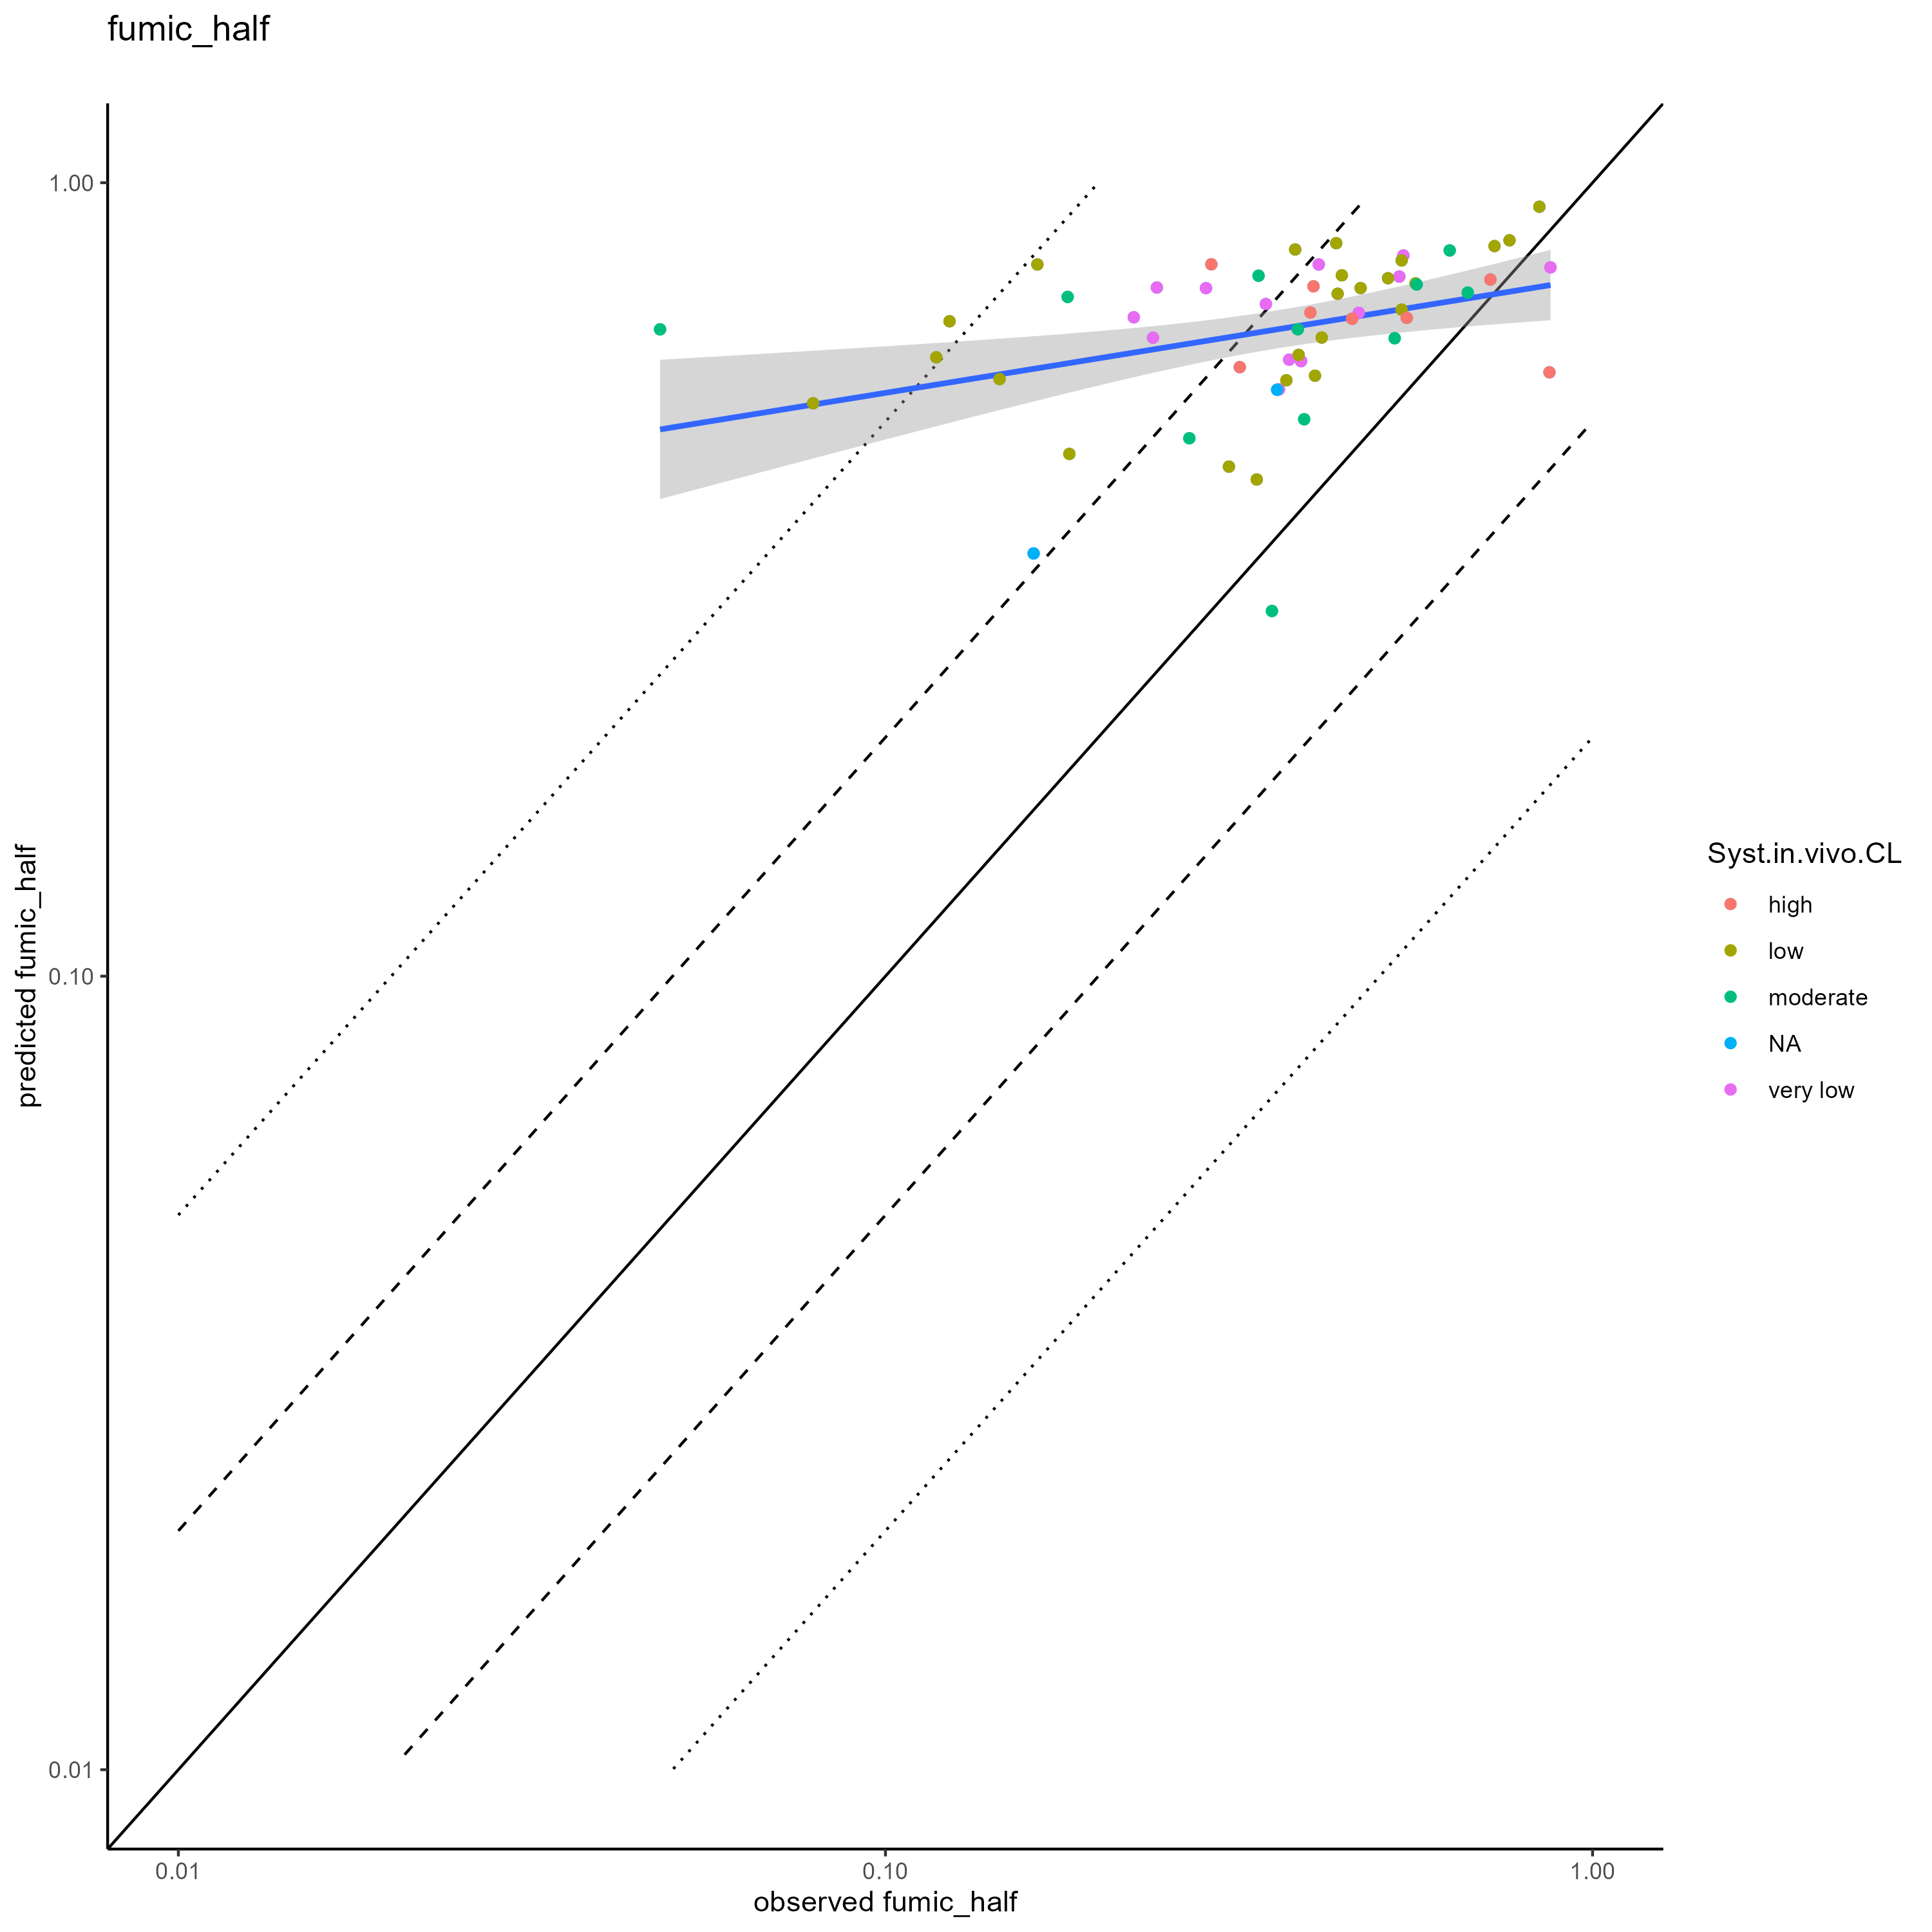 fumic_half
1.00
0.10
0.01
predicted fumic_half
0.01
0.10
1.00
observed fumic_half
Syst.in.vivo.CL
high
low
moderate
NA
very low